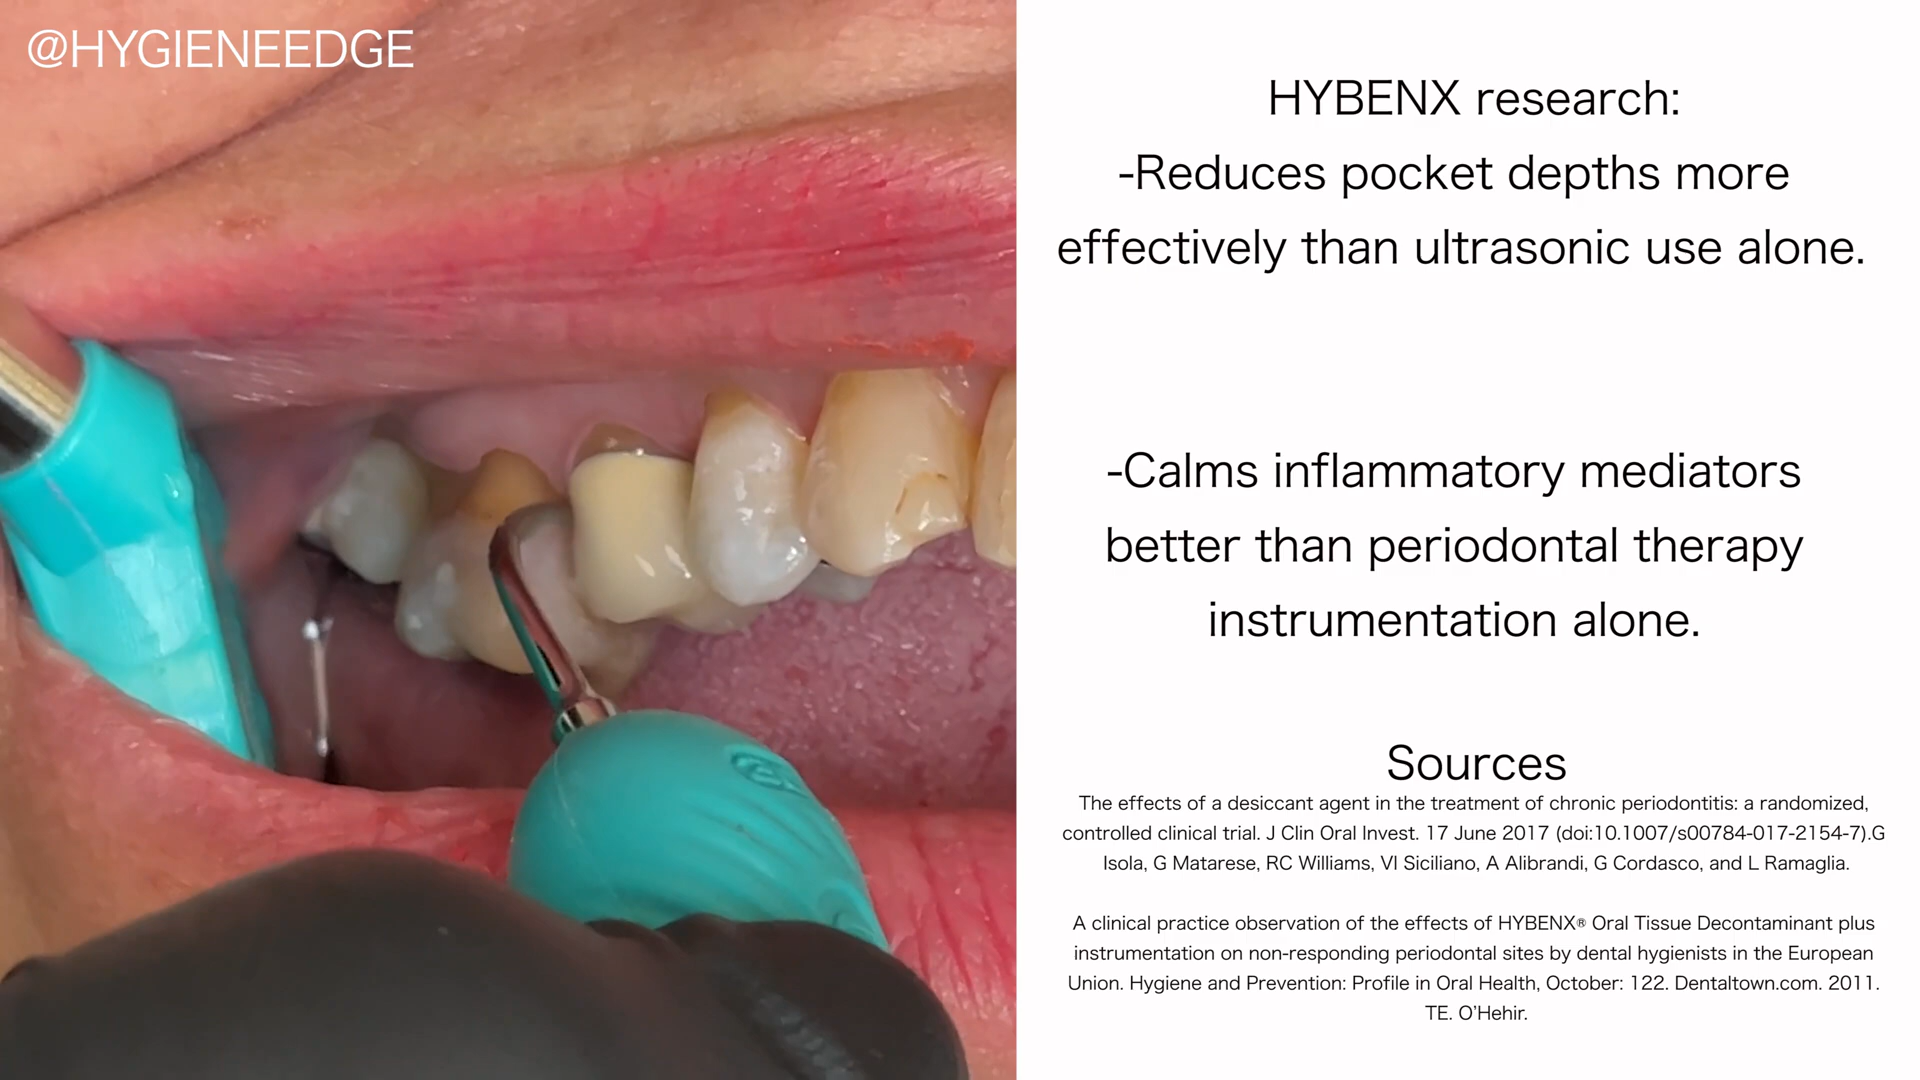 @HYGIENEEDGE
HYBENX research:
-Reduces pocket depths more
effectively than ultrasonic use alone.
-Calms inflammatory mediators
better than periodontal therapy
instrumentation alone.
Sources
The effects of a desiccant agent in the treatment of chronic periodontitis: a randomized,
controlled clinical trial. J Clin Oral Invest. 17 June 2017 (doi:10.1007/s00784-017-2154-7).G
Isola, G Matarese, RC Williams, VI Siciliano, A Alibrandi, G Cordasco, and L Ramaglia.
A clinical practice observation of the effects of HYBENX® Oral Tissue Decontaminant plus
instrumentation on non-responding periodontal sites by dental hygienists in the European
Union. Hygiene and Prevention: Profile in Oral Health, October: 122. Dentaltown.com. 2011.
TE. O'Hehir.